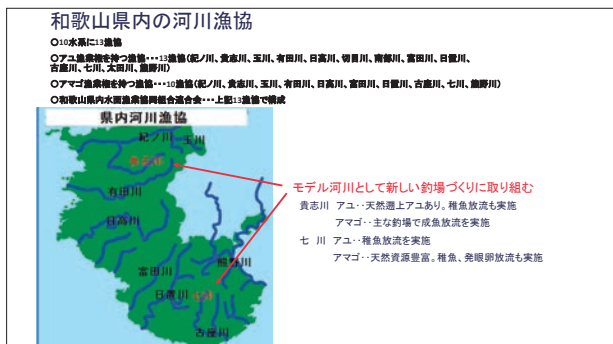 和歌山県内の河川漁協
○10水系に13漁協
○アユ漁業権を持つ漁協・・・13漁協(紀ノ川、貴志川、玉川、有田川、日高川、切目川、南部川、富田川、日置川、
古座川、七川、太田川、熊野川)
○アマゴ漁業権を持つ漁協・・・10漁協(紀ノ川、貴志川、玉川、有田川、日高川、富田川、日置川、古座川、七川、熊野川)
○和歌山県内水面漁業協同組合連合会・・・上記13漁協で構成
県内河川漁協
紀ノ川
玉川
貴志川
有田川
日高川
富田川
熊野川
日置川
七川
古座川
モデル河川として新しい釣場づくりに取り組む
貴志川 アユ・・天然遡上アユあり。稚魚放流も実施
アマゴ・・主な釣場で成魚放流を実施
七 川 アユ・・稚魚放流を実施
アマゴ・・天然資源豊富。稚魚、発眼卵放流も実施